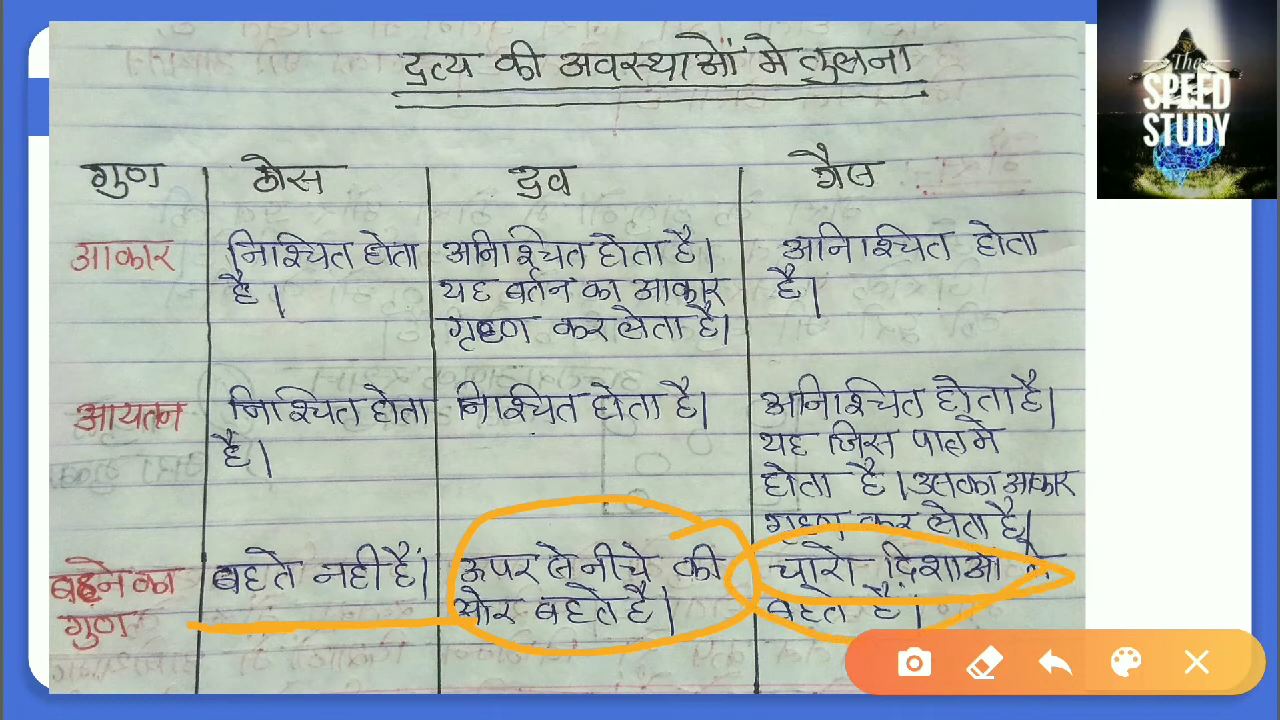 द्रव्य की अवस्थाओं मे तुलना
गुण ठोस द्रव गैस
आकार
निश्चित होता
है।
अनिश्चित होता है।
यह बर्तन का आकार
ग्रहण कर लेता है।
अनिश्चित होता
है।
आयतन
निश्चित होता
है।
निश्चित होता है।
अनिश्चित होता है।
यह जिस पात्र मे
होता है। उसका आकार
ग्रहण कर लेता है।
बहने का
गुण
बहते नही हैं।
ऊपर से नीचे की
ओर बहते है।
चारो दिशाओ
बहते है।
The
SPEED
STUDY